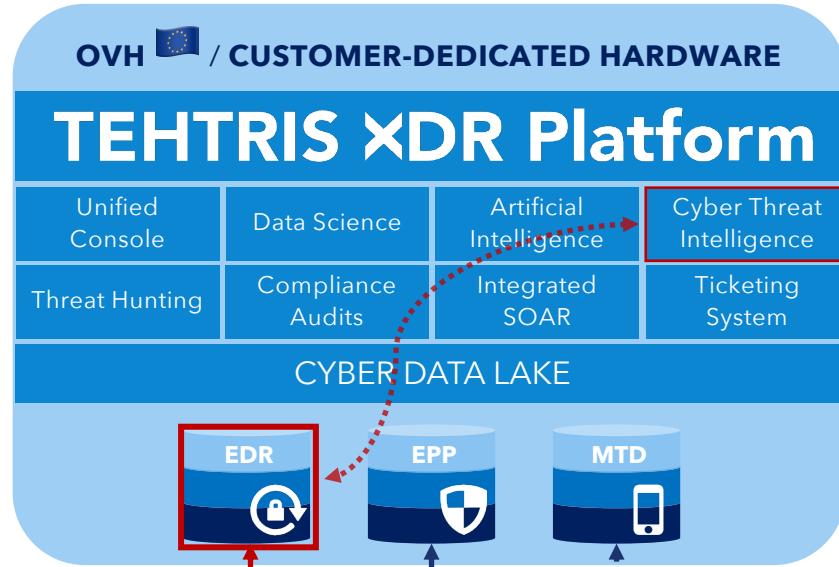 OVH / CUSTOMER-DEDICATED HARDWARE
TEHTRIS XDR Platform
Unified
Console
Data Science
Artificial
Intelligence
Cyber Threat
Intelligence
Threat Hunting
Compliance
Audits
Integrated
SOAR
Ticketing
System
CYBER DATA LAKE
EDR
EPP
MTD